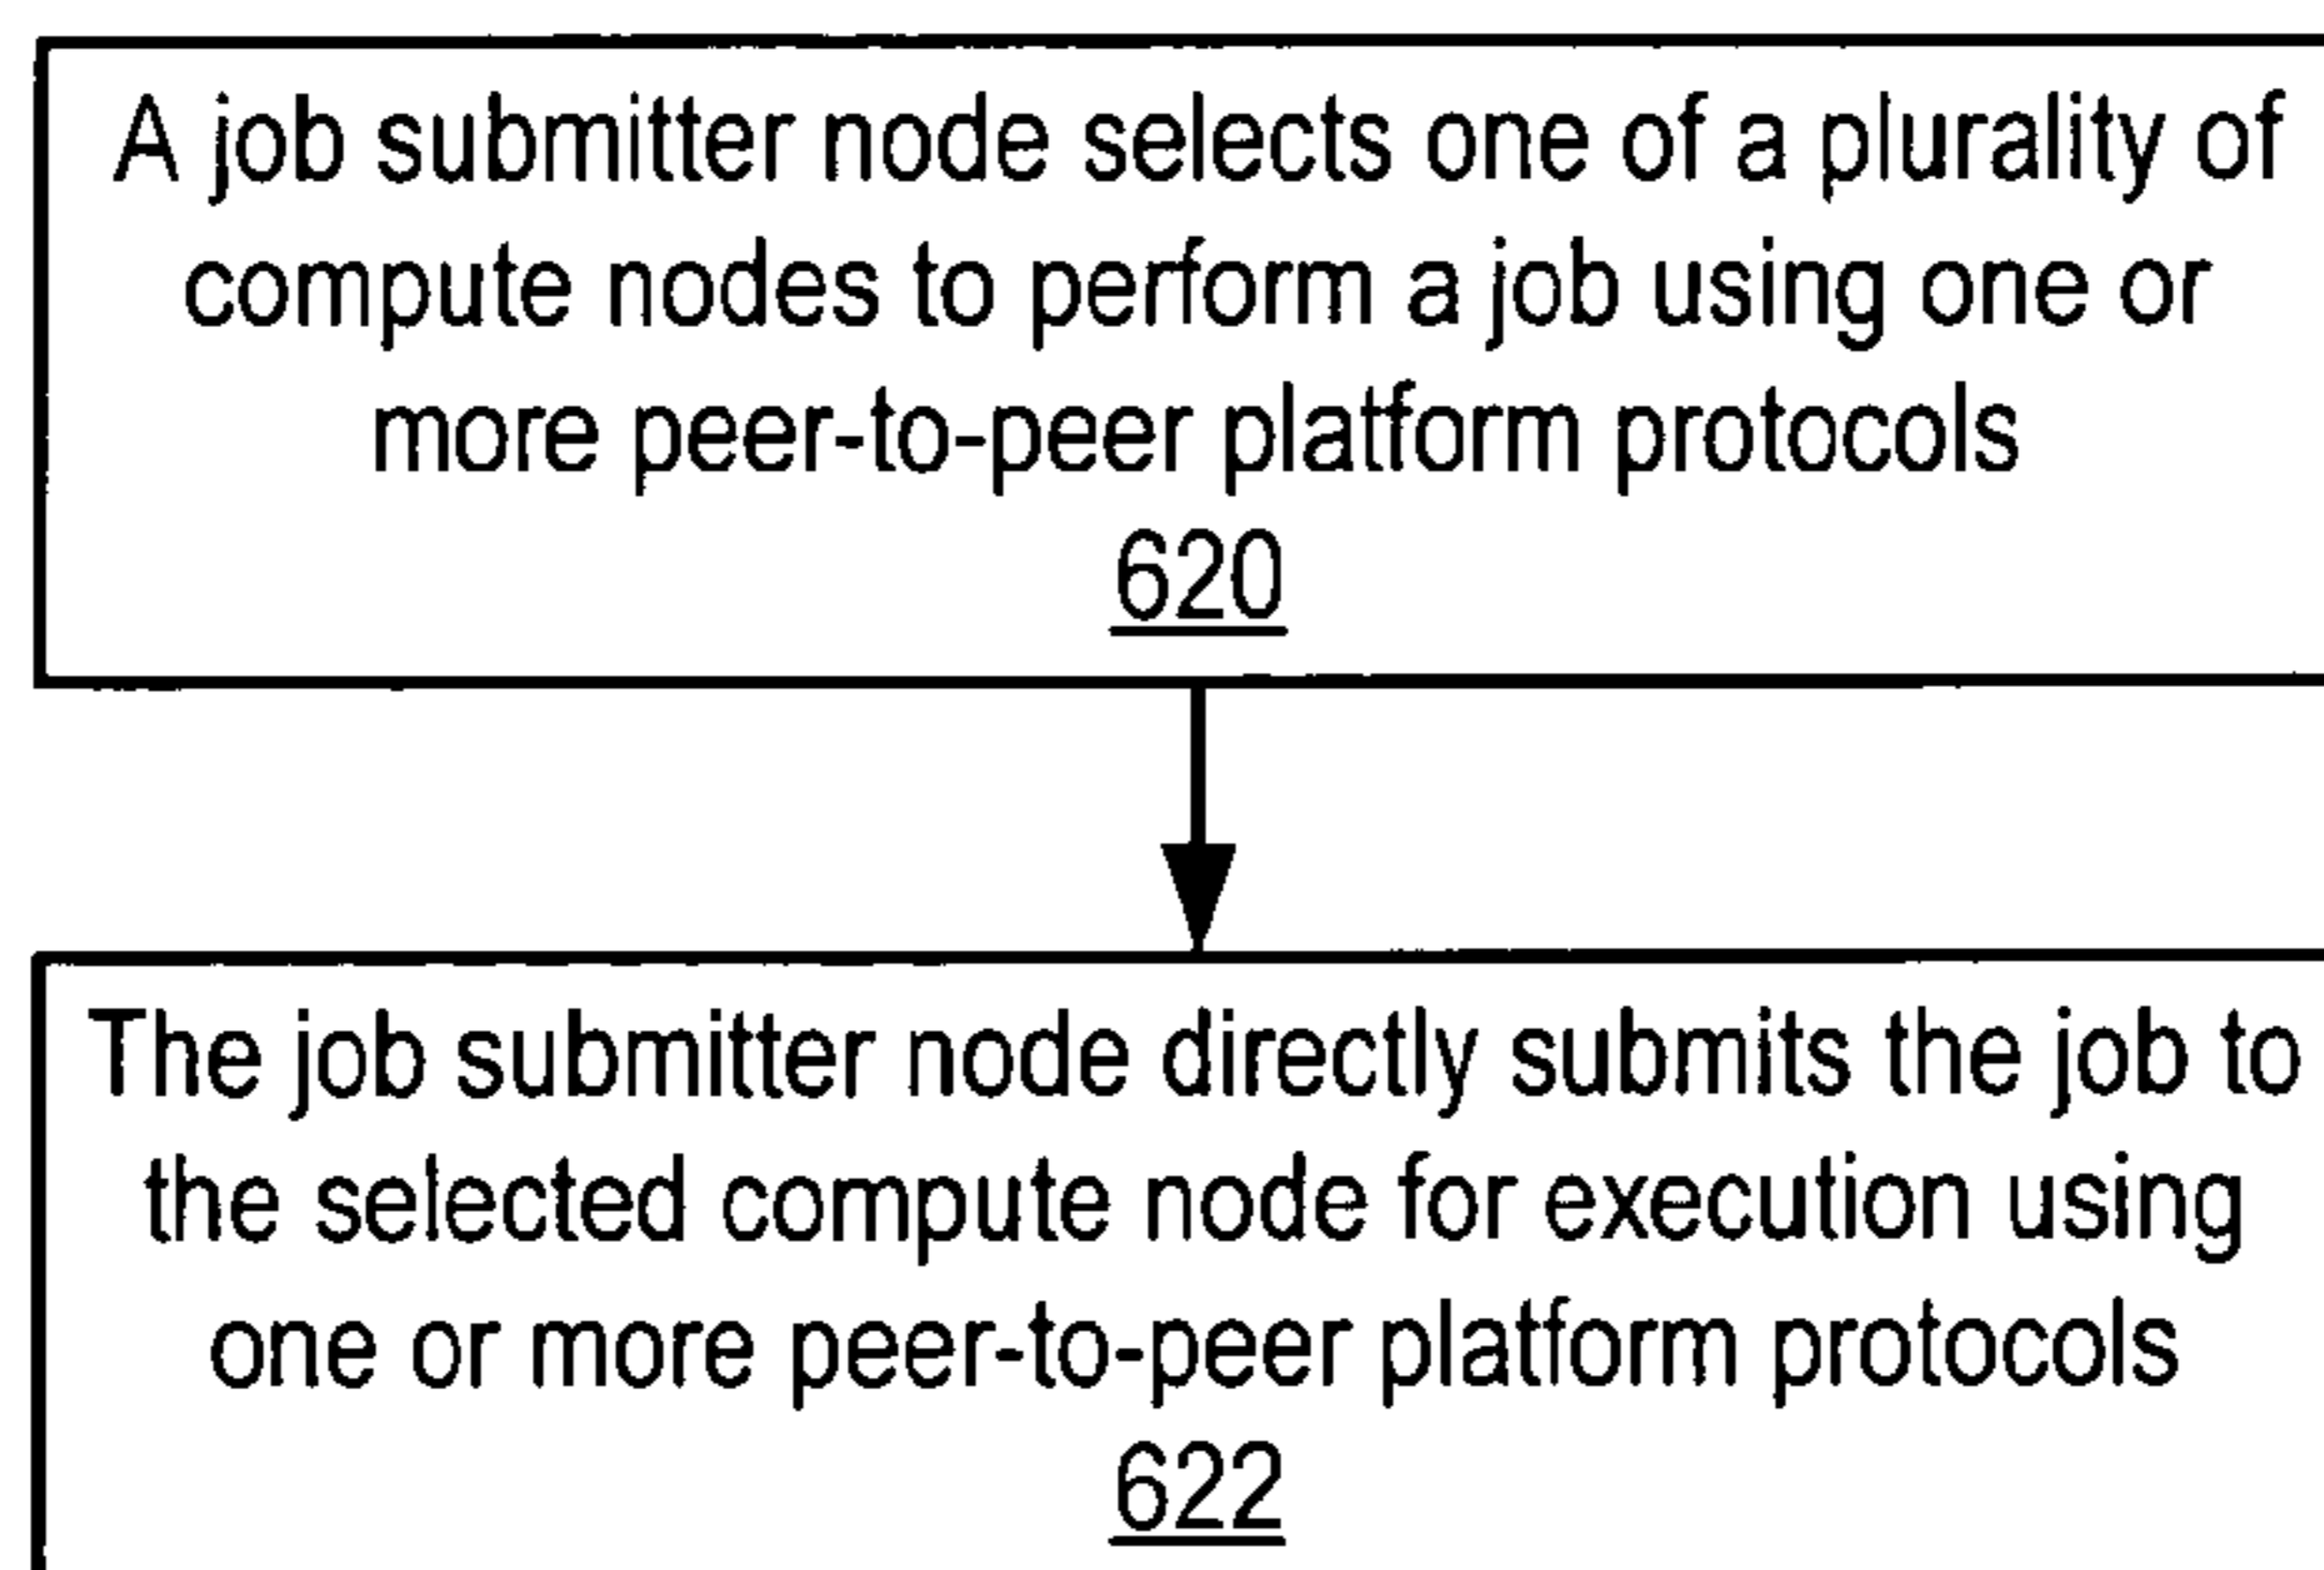 A job submitter node selects one of a plurality of
compute nodes to perform a job using one or
more peer-to-peer platform protocols
620
The job submitter node directly submits the job to
the selected compute node for execution using
one or more peer-to-peer platform protocols
622